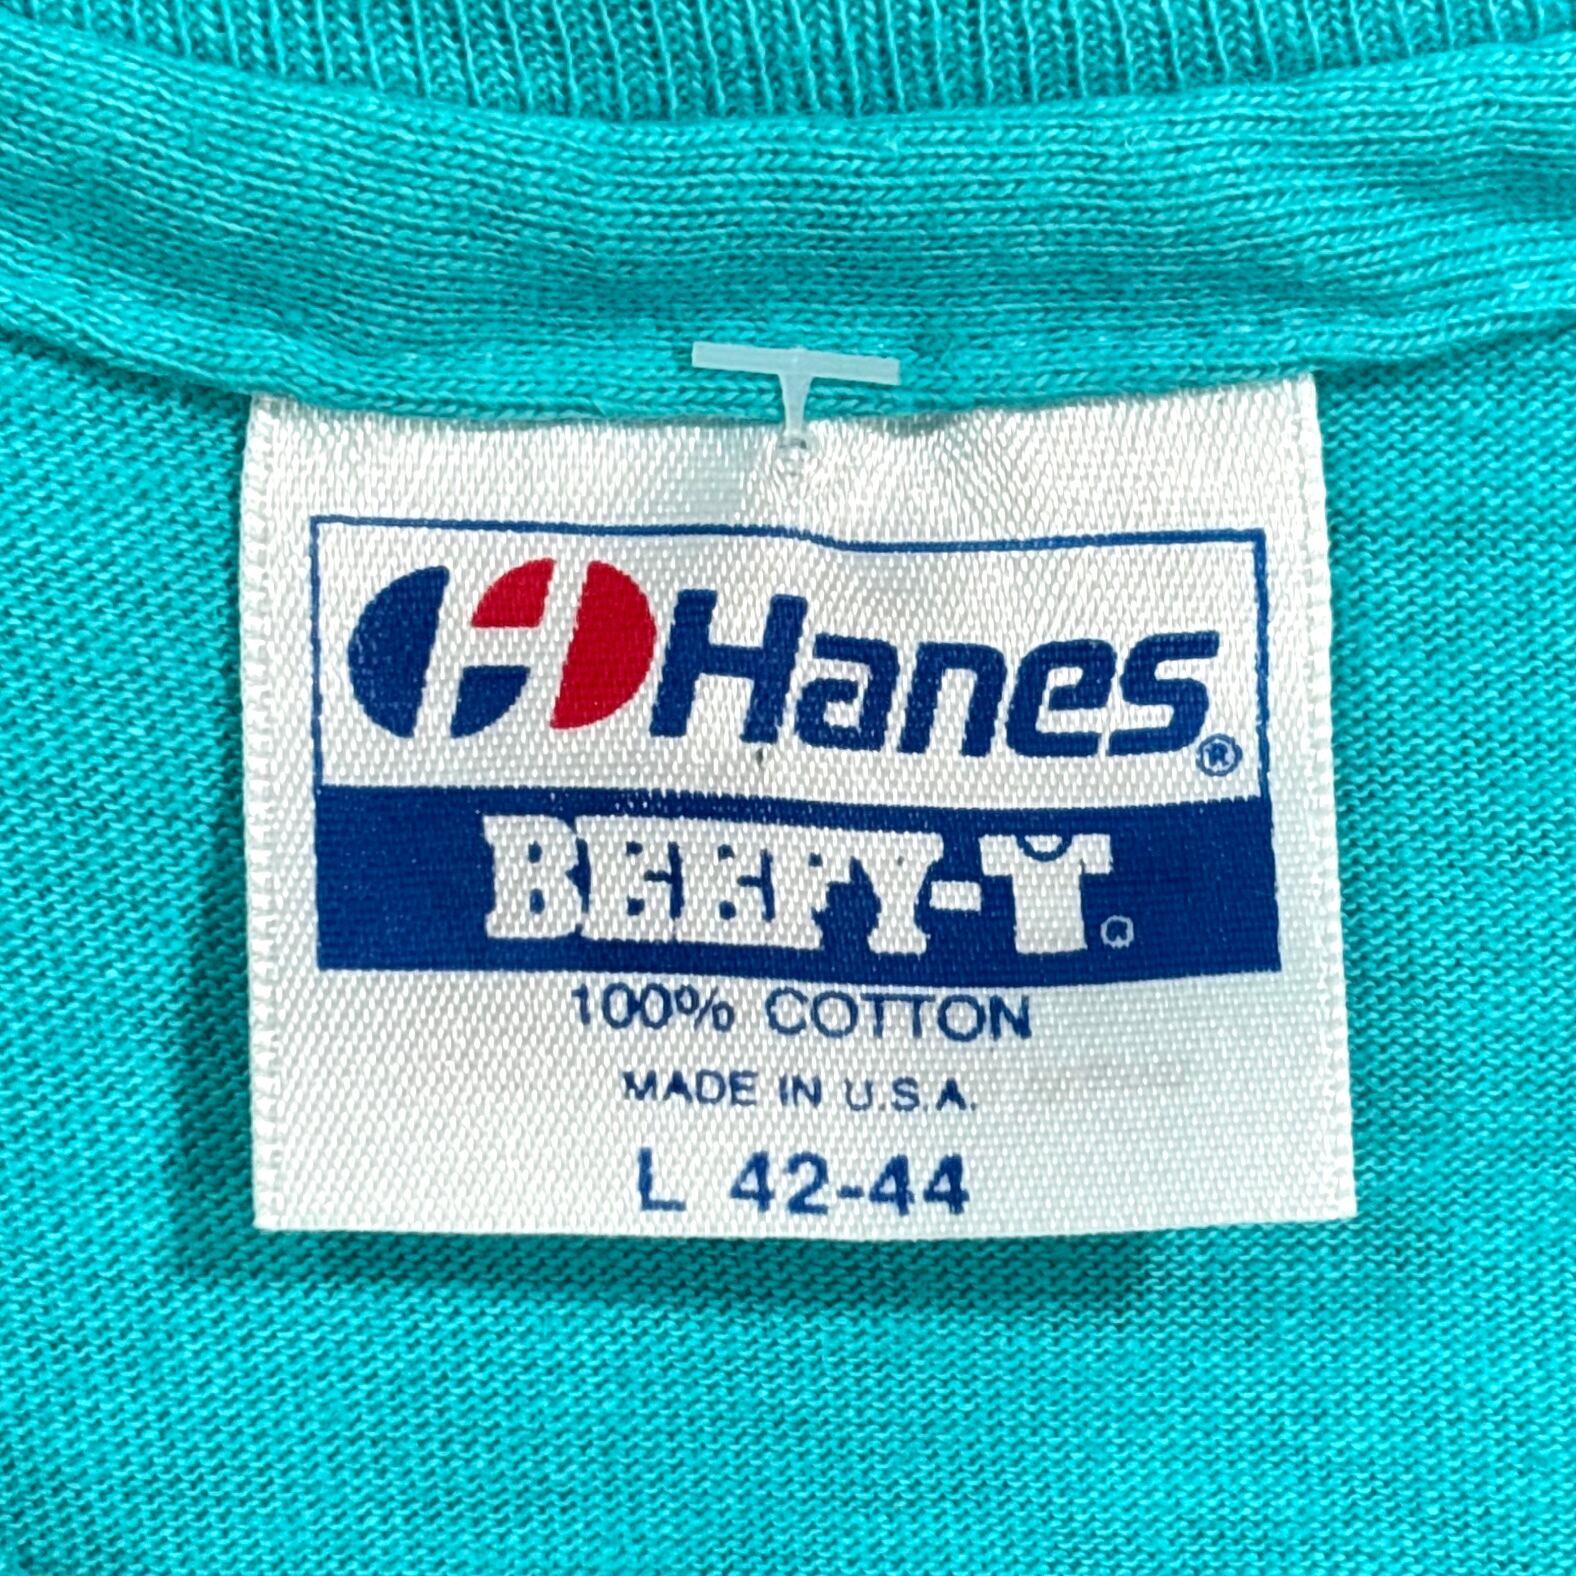 Hanes®
BEEFY-T®
100% COTTON
MADE IN U.S.A.
L 42-44